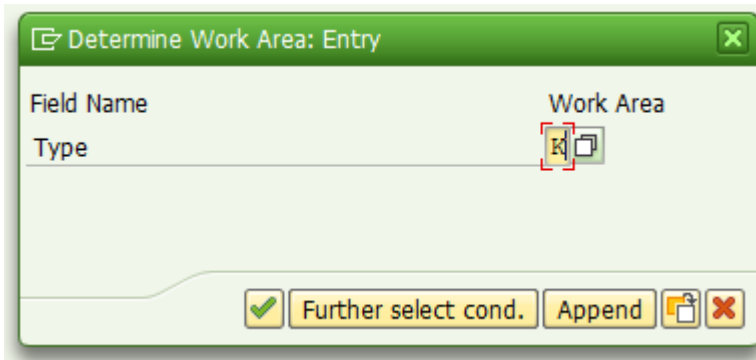 Determine Work Area: Entry
Field Name Work Area
Type K
Further select cond. Append